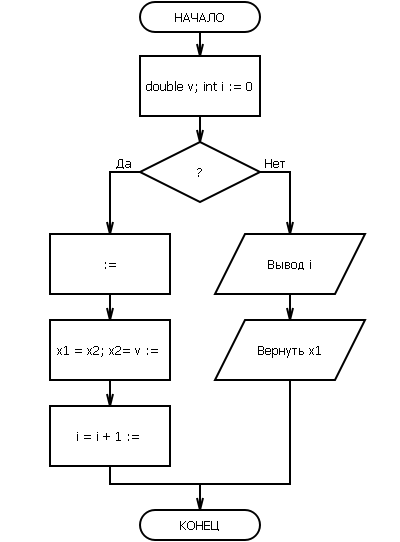 НАЧАЛО
double v; int i := 0
?
Да
Нет
:=
Вывод i
x1 = x2; x2= v :=
Вернуть x1
i = i + 1 :=
КОНЕЦ